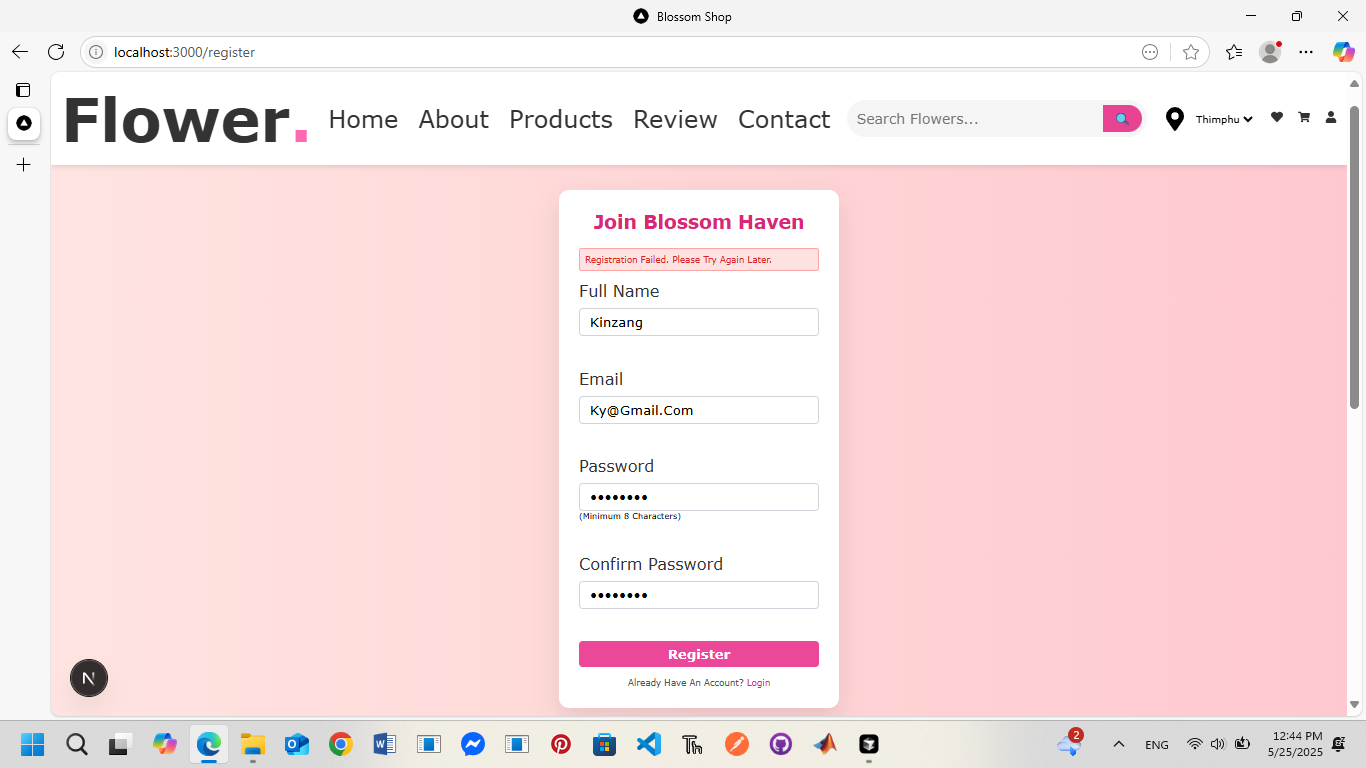 Blossom Shop
localhost:3000/register
Flower.
Home About Products Review Contact
Search Flowers...
Thimphu
Join Blossom Haven
Registration Failed. Please Try Again Later.
Full Name
Kinzang
Email
Ky@Gmail.Com
Password
••••••••
(Minimum 8 Characters)
Confirm Password
••••••••
Register
Already Have An Account? Login
N
2
ENG
12:44 PM
5/25/2025